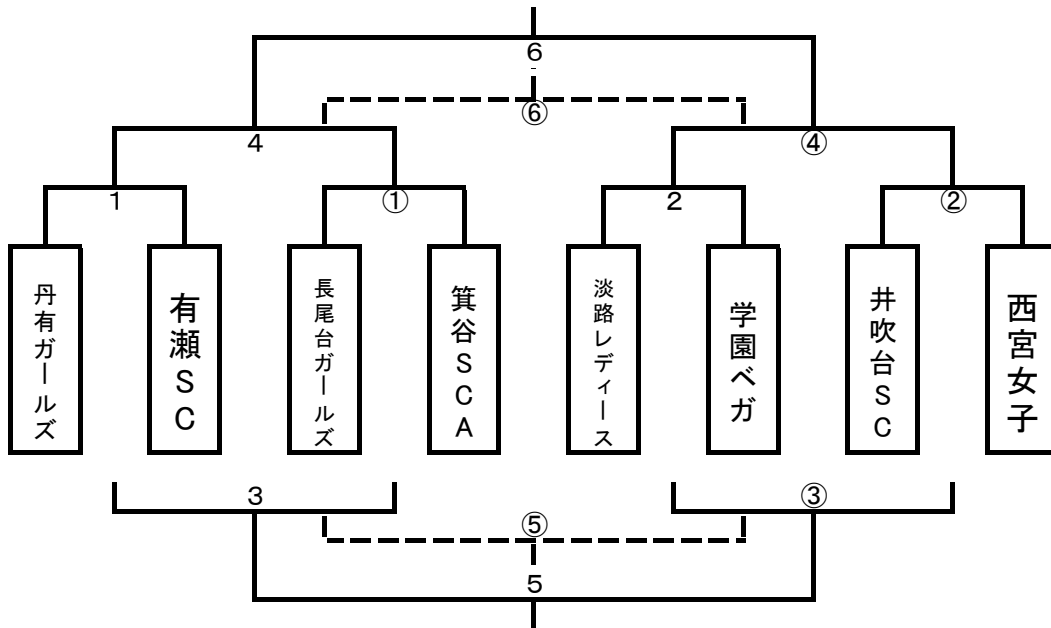 6
⑥
4
④
1
①
2
②
丹有ガールズ
有瀬SC
長尾台ガールズ
箕谷SCA
淡路レディース
学園ベガ
井吹台SC
西宮女子
3
③
⑤
5